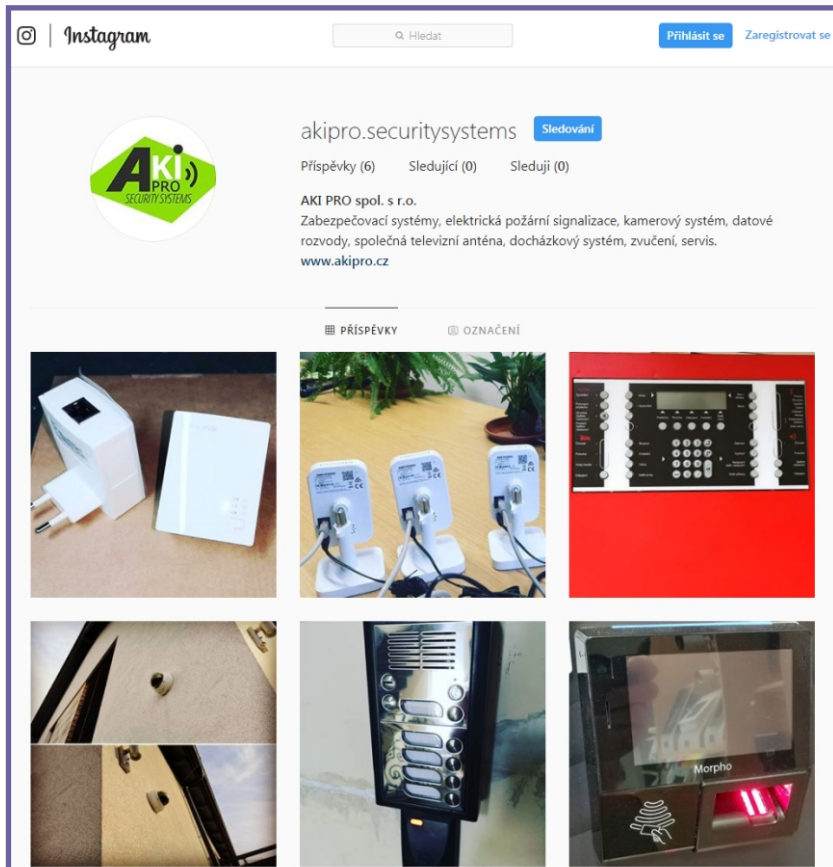 Instagram
Hledat
Přihlásit se
Zaregistrovat se
AKI
PRO
SECURITY SYSTEMS
akipro.securitysystems
Sledování
Příspěvky (6) Sledující (0) Sleduji (0)
AKI PRO spol. s r.o.
Zabezpečovací systémy, elektrická požární signalizace, kamerový systém, datové
rozvody, společná televizní anténa, docházkový systém, zvučení, servis.
www.akipro.cz
PŘÍSPĚVKY
OZNAČENÍ
Morpho